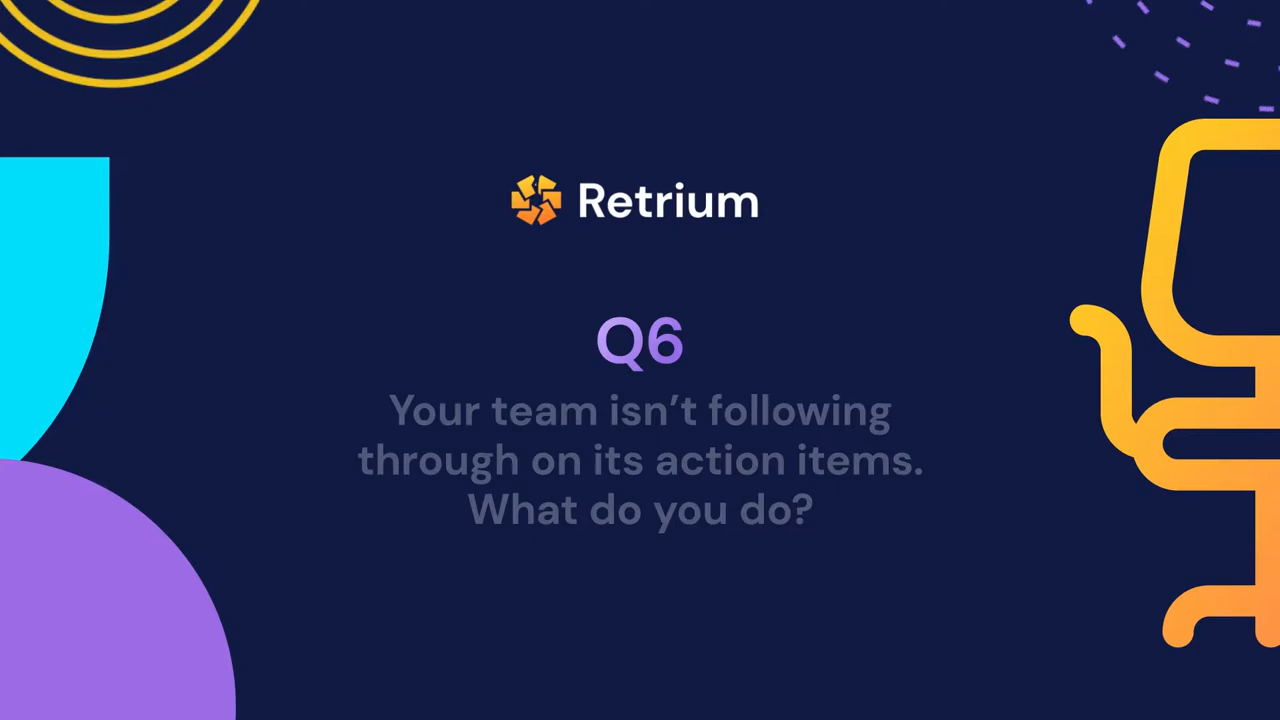 Retrium
Q6
Your team isn’t following
through on its action items.
What do you do?